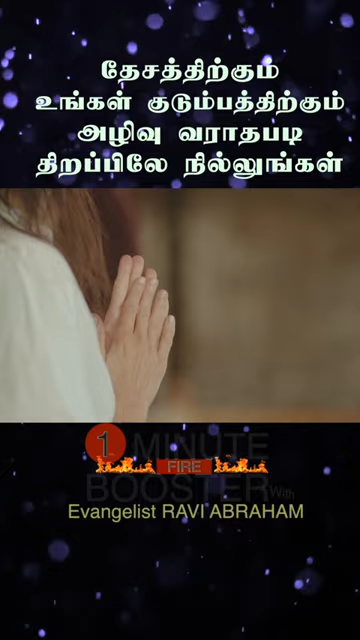 தேசத்திற்கும்
உங்கள் குடும்பத்திற்கும்
அழிவு வராதபடி
திறப்பிலே நில்லுங்கள்
1 MINUTE
FIRE
BOOSTER With
Evangelist RAVI ABRAHAM